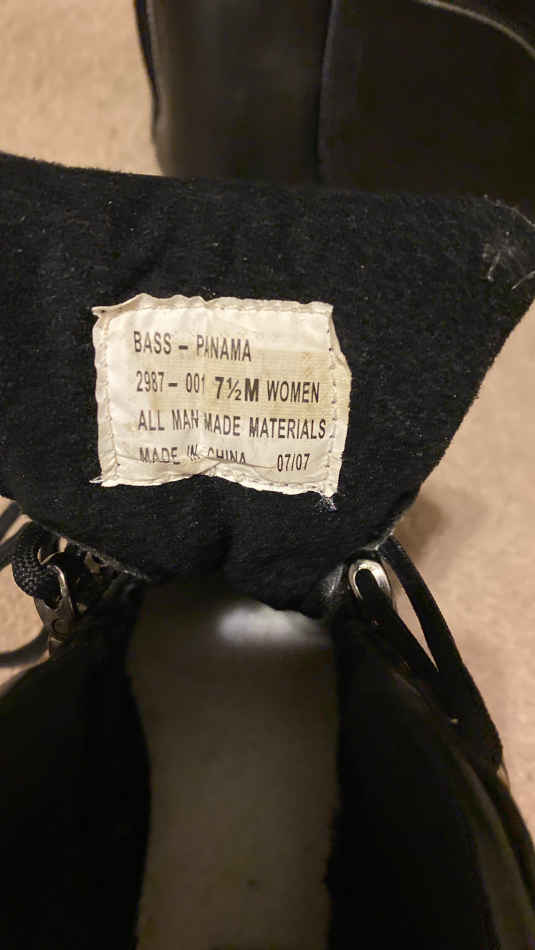 BASS – PANAMA
2987– 001 7½M WOMEN
ALL MAN MADE MATERIALS
MADE IN CHINA 07/07